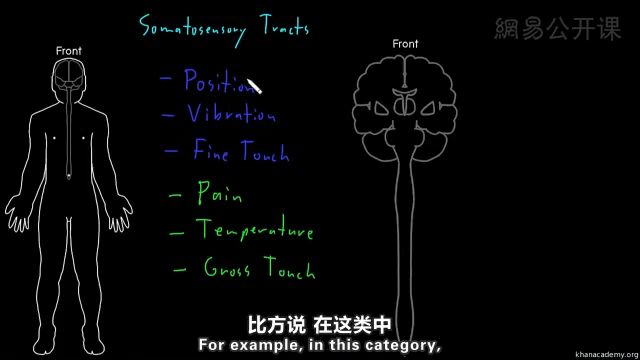 網易公开课
Somatosensory Tracts
Front
Front
- Position
- Vibration
- Fine Touch
- Pain
- Temperature
- Gross Touch
比方说 在这类中
For example, in this category,
khanacademy.org